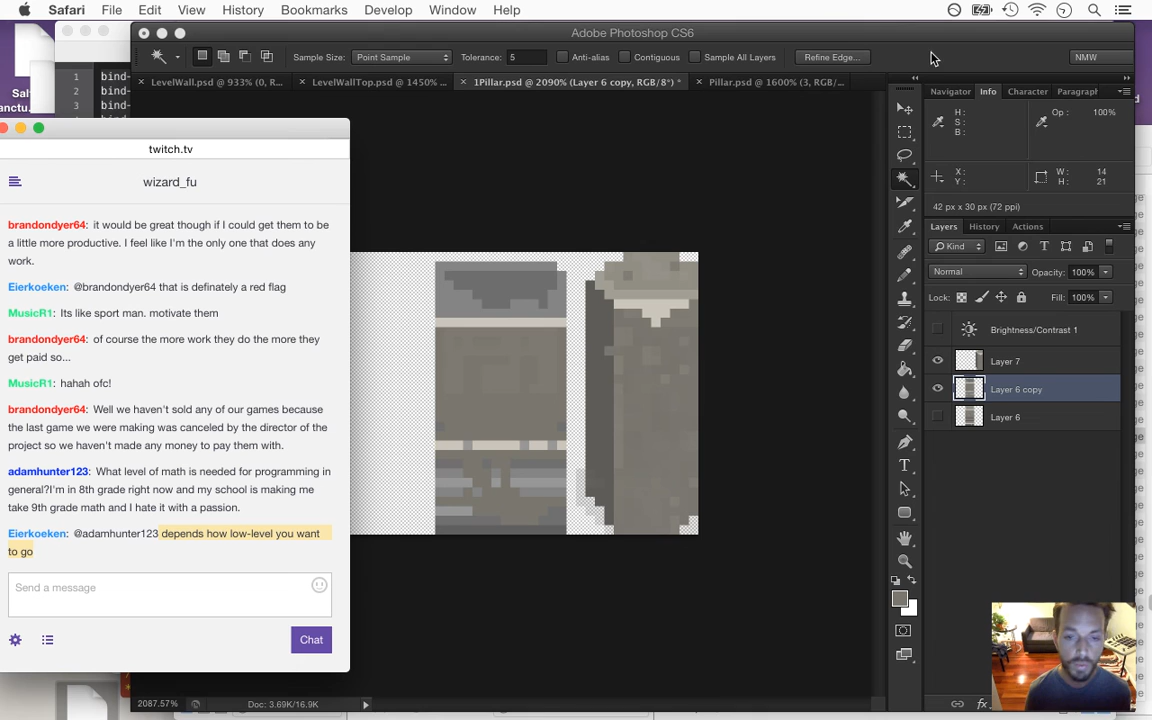 Safari File Edit View History Bookmarks Develop Window Help
Adobe Photoshop CS6
Sample Size: Point Sample Tolerance: 5 Anti-alias Contiguous Sample All Layers Refine Edge... NMW
LevelWall.psd @ 933% (0, R... LevelWallTop.psd @ 1450% ... 1Pillar.psd @ 2090% (Layer 6 copy, RGB/8*) * Pillar.psd @ 1600% (3, RGB/...
1 bind-
2 bind-
3 bind-
twitch.tv
wizard_fu
brandondyer64: it would be great though if I could get them to be
a little more productive. I feel like I'm the only one that does any
work.
Eierkoeken: @brandondyer64 that is definately a red flag
MusicR1: Its like sport man. motivate them
brandondyer64: of course the more work they do the more they
get paid so...
MusicR1: hahah ofc!
brandondyer64: Well we haven't sold any of our games because
the last game we were making was canceled by the director of the
project so we haven't made any money to pay them with.
adamhunter123: What level of math is needed for programming in
general?I'm in 8th grade right now and my school is making me
take 9th grade math and I hate it with a passion.
Eierkoeken: @adamhunter123 depends how low-level you want
to go
Send a message
Chat
Navigator Info Character Paragraph
H: Op: 100%
S:
B:
X: W: 14
Y: H: 21
42 px x 30 px (72 ppi)
Layers History Actions
Kind
Normal Opacity: 100%
Lock: Fill: 100%
Brightness/Contrast 1
Layer 7
Layer 6 copy
Layer 6
fx
2087.57% Doc: 3.69K/16.9K